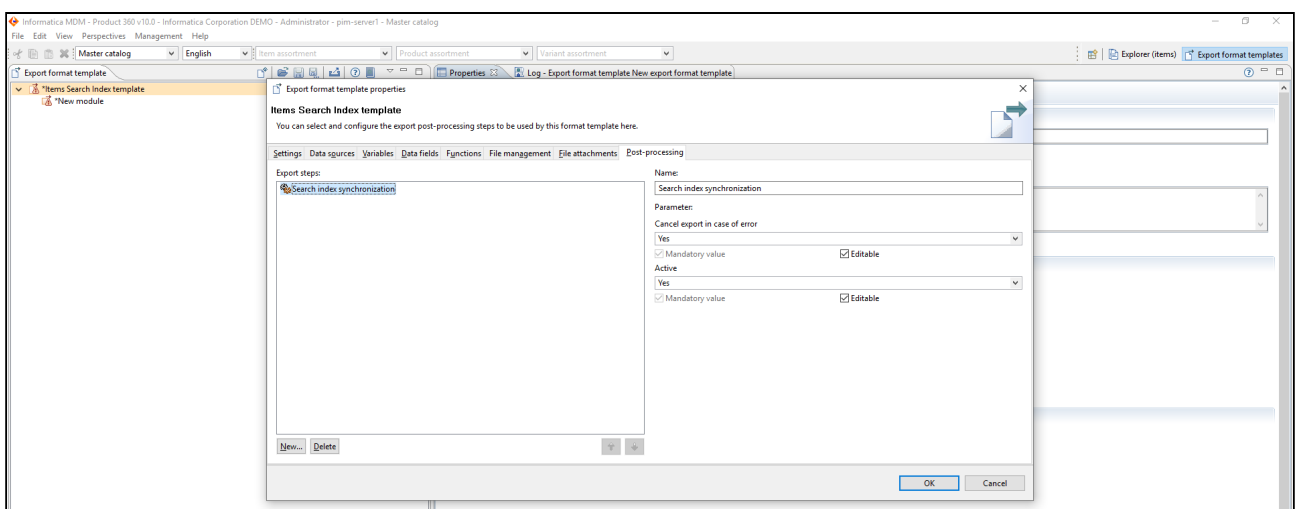 Informatica MDM - Product 360 v10.0 - Informatica Corporation DEMO - Administrator - pim-server1 - Master catalog
File Edit View Perspectives Management Help
Master catalog English Item assortment Product assortment Variant assortment Explorer (items) Export format templates
Export format template Properties Log - Export format template New export format template
*Items Search Index template
*New module
Export format template properties
Items Search Index template
You can select and configure the export post-processing steps to be used by this format template here.
Settings Data sources Variables Data fields Functions File management File attachments Post-processing
Export steps: Name:
Search index synchronization Search index synchronization
Parameter:
Cancel export in case of error
Yes
Mandatory value Editable
Active
Yes
Mandatory value Editable
New... Delete
OK Cancel